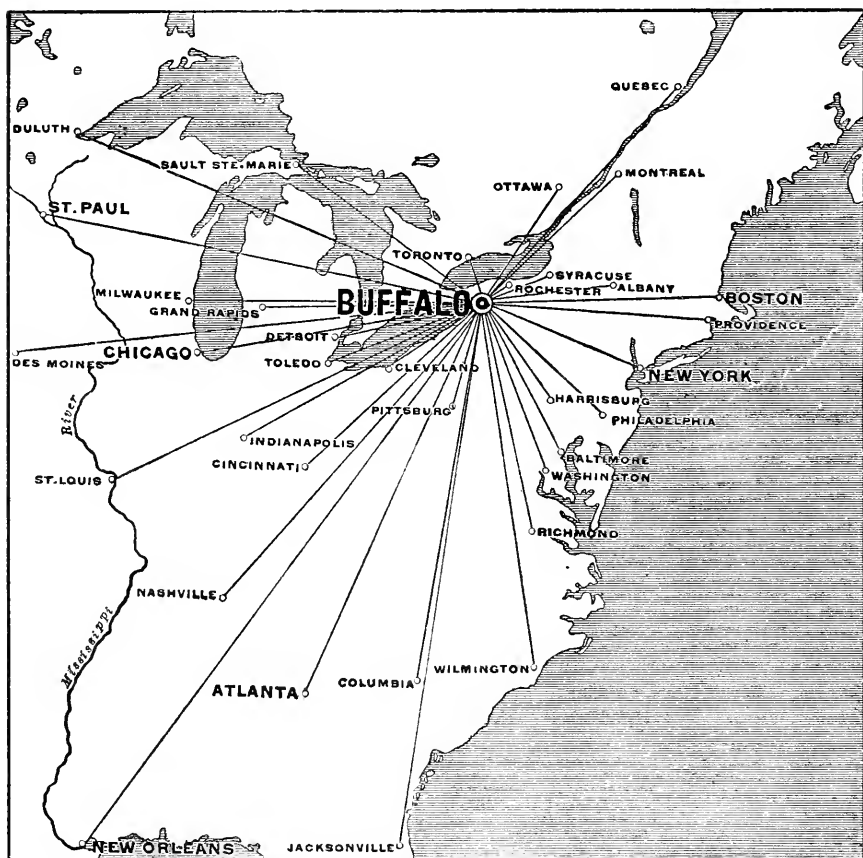 QUEBEC
DULUTH
SAULT STE. MARIE
OTTAWA
MONTREAL
ST. PAUL
TORONTO
SYRACUSE
ROCHESTER
ALBANY
MILWAUKEE
GRAND RAPIDS
BUFFALO
BOSTON
PROVIDENCE
DETROIT
CHICAGO
DES MOINES
TOLEDO
CLEVELAND
NEW YORK
HARRISBURG
PITTSBURG
PHILADELPHIA
River
INDIANAPOLIS
BALTIMORE
CINCINNATI
WASHINGTON
ST. LOUIS
RICHMOND
NASHVILLE
Mississippi
WILMINGTON
COLUMBIA
ATLANTA
NEW ORLEANS
JACKSONVILLE